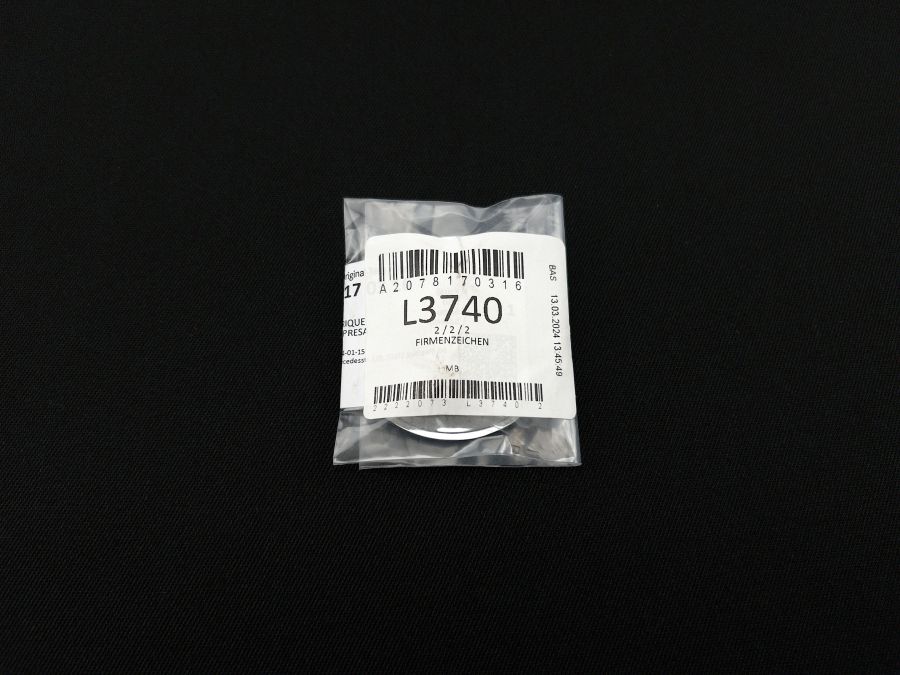 A2078170316
L3740
2 / 2 / 2
FIRMENZEICHEN
MB
2222073 L3740 2
BAS 13.03.2024 13:45:49
17